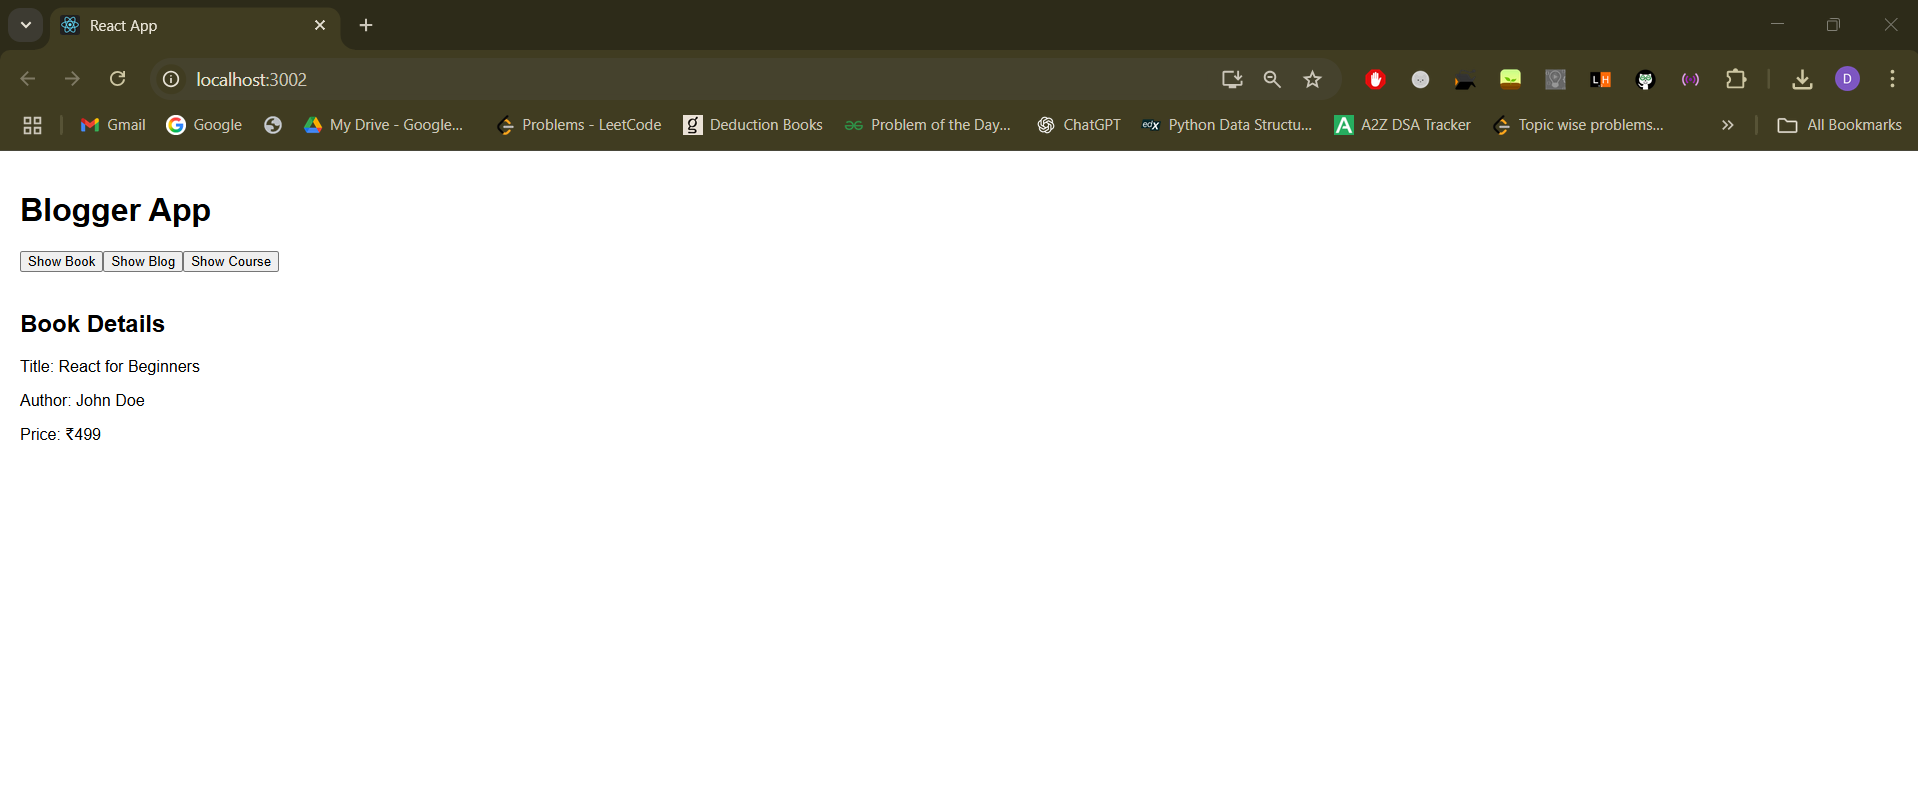 React App
localhost:3002
Gmail Google My Drive - Google... Problems - LeetCode Deduction Books Problem of the Day... ChatGPT edx Python Data Structu... A2Z DSA Tracker Topic wise problems... All Bookmarks
Blogger App
Show Book Show Blog Show Course
Book Details
Title: React for Beginners
Author: John Doe
Price: ₹499